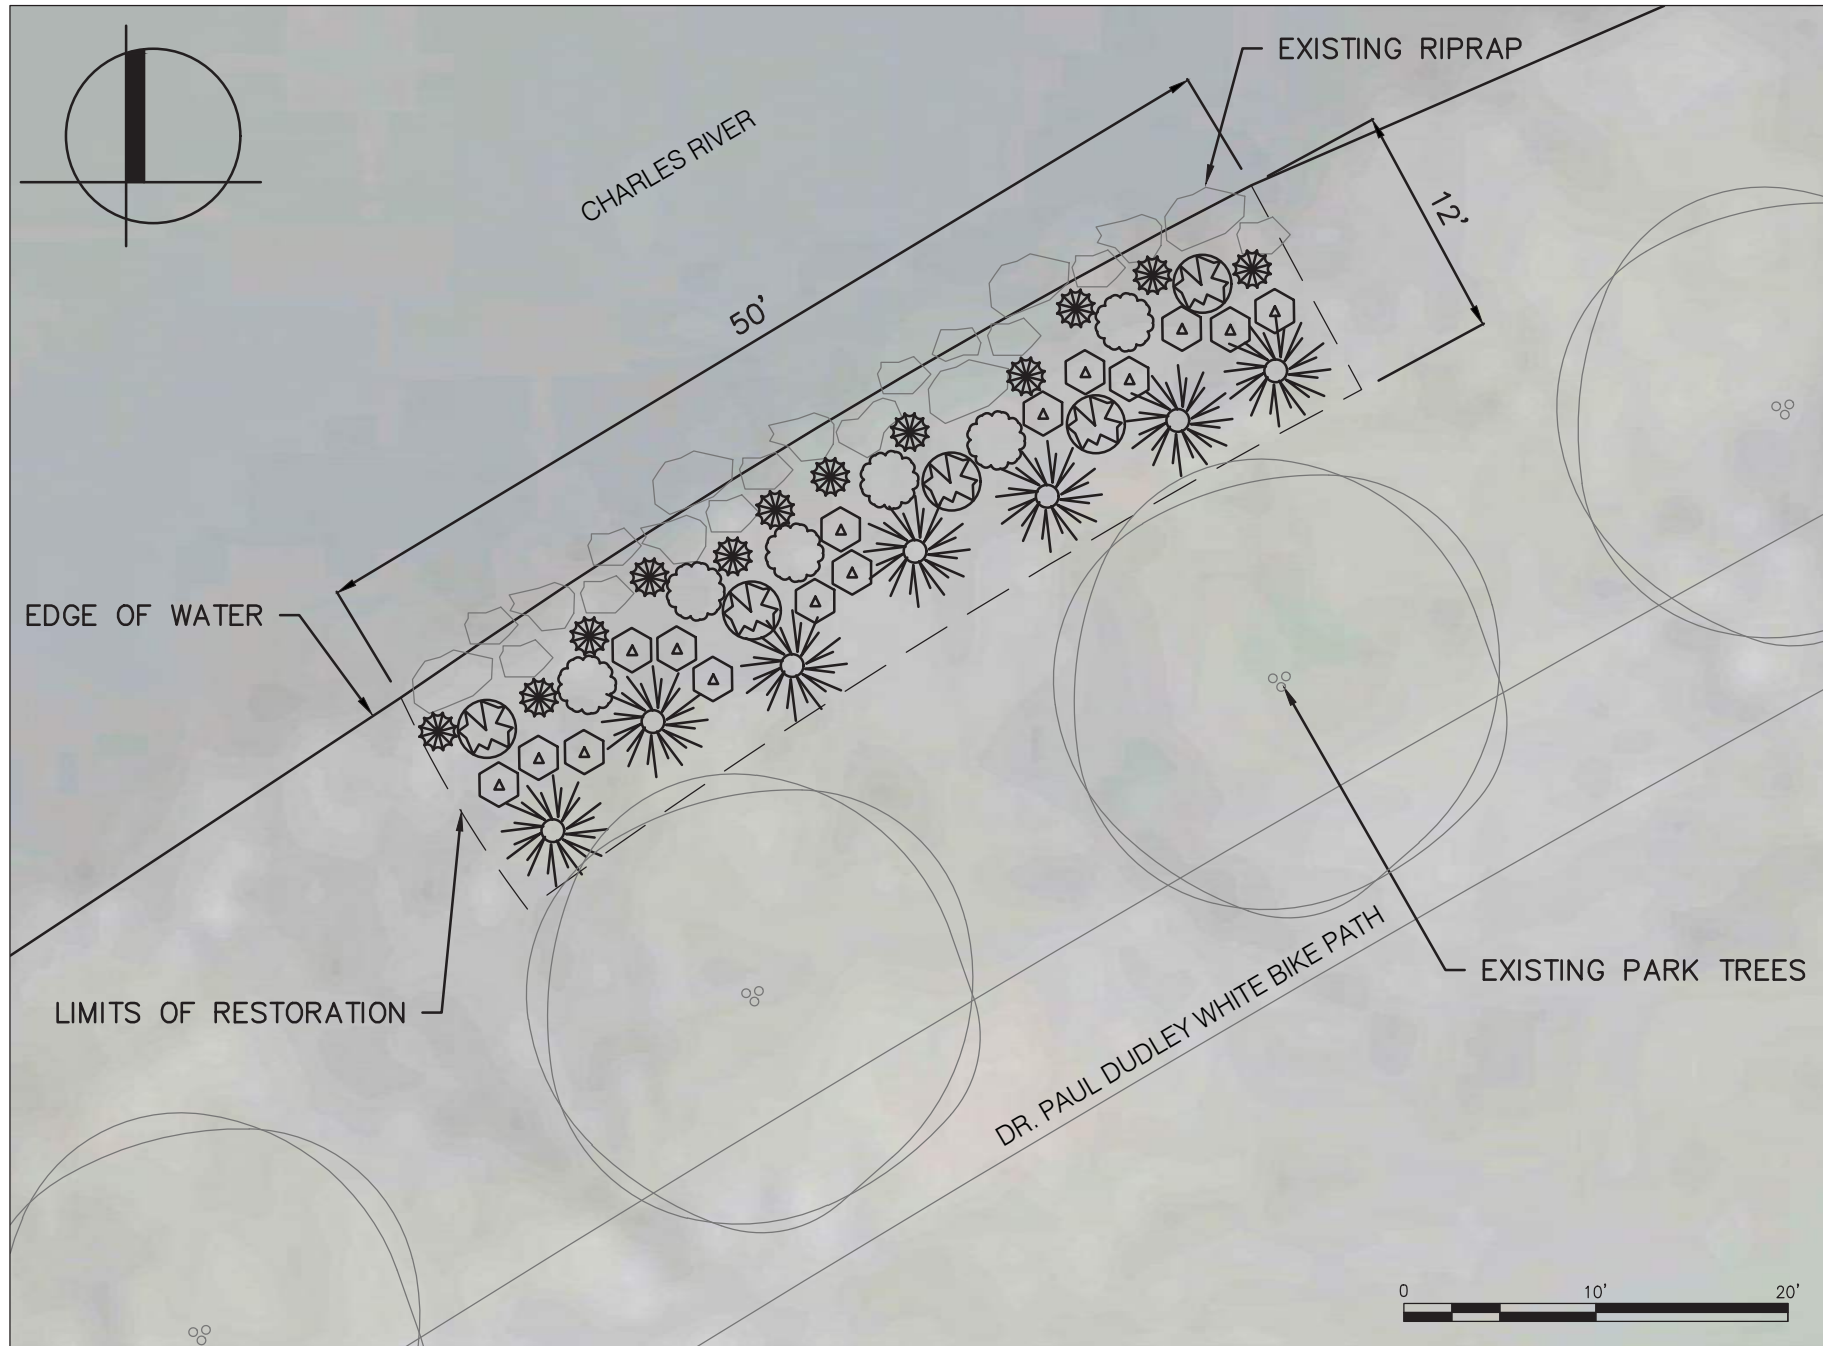 EXISTING RIPRAP
CHARLES RIVER
12'
50'
EDGE OF WATER
EXISTING PARK TREES
LIMITS OF RESTORATION
DR. PAUL DUDLEY WHITE BIKE PATH
0 10' 20'